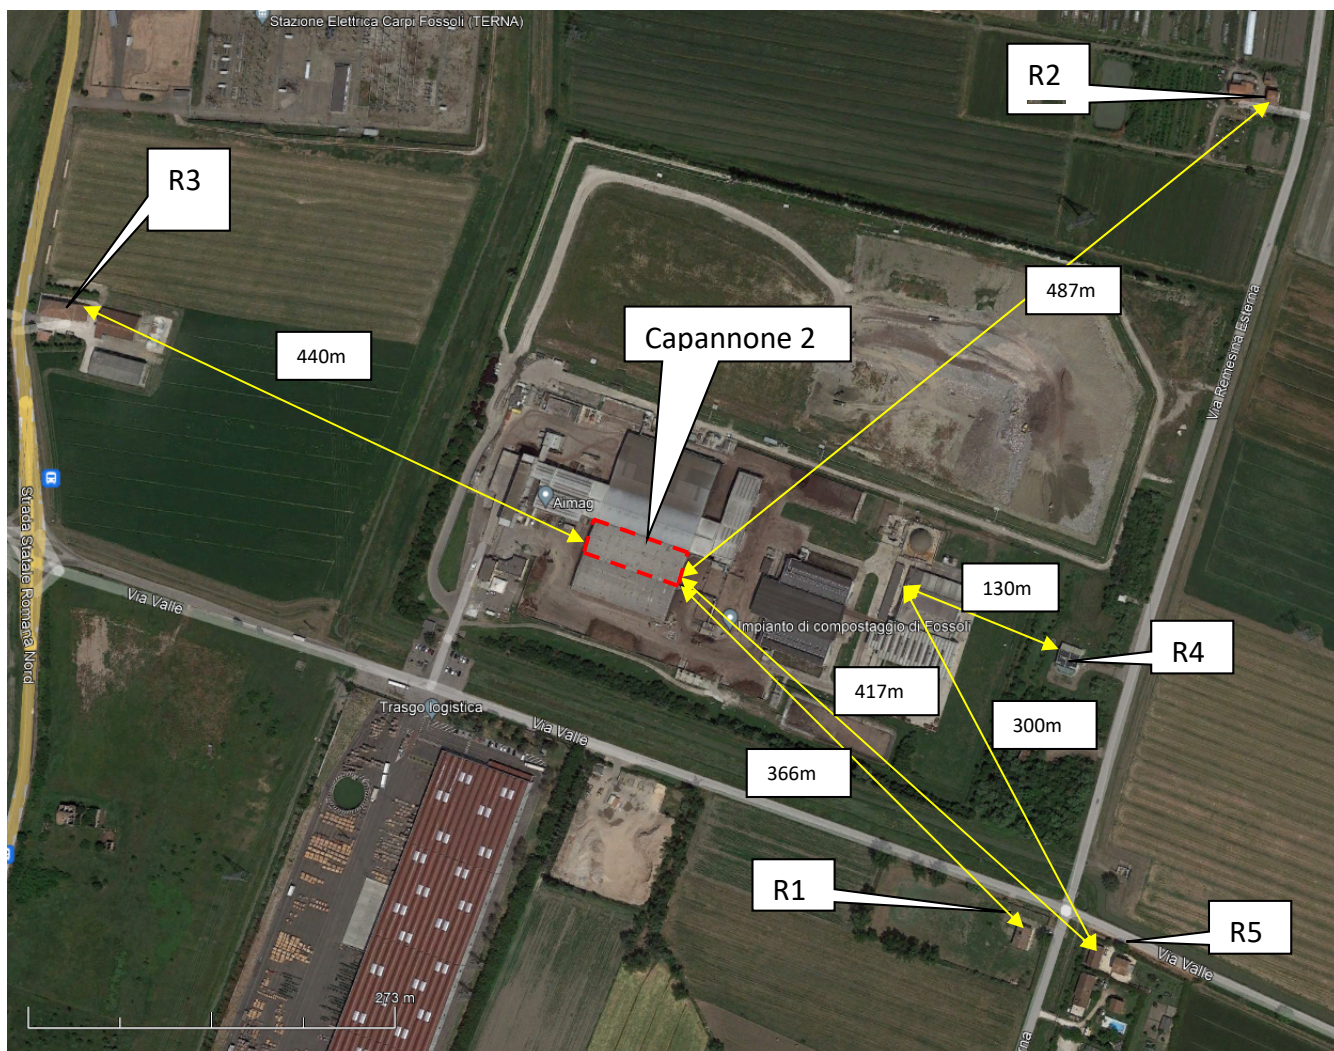 Stazione Elettrica Carpi Fossoli (TERNA)
R2
R3
487m
Capannone 2
440m
Via Remesina Esterna
Aimag
Strada Statale Romana Nord
Via Valle
130m
Impianto di compostaggio di Fossoli
R4
417m
Trasgo logistica
Via Valle
300m
366m
R1
R5
Via Valle
273 m
Esterna